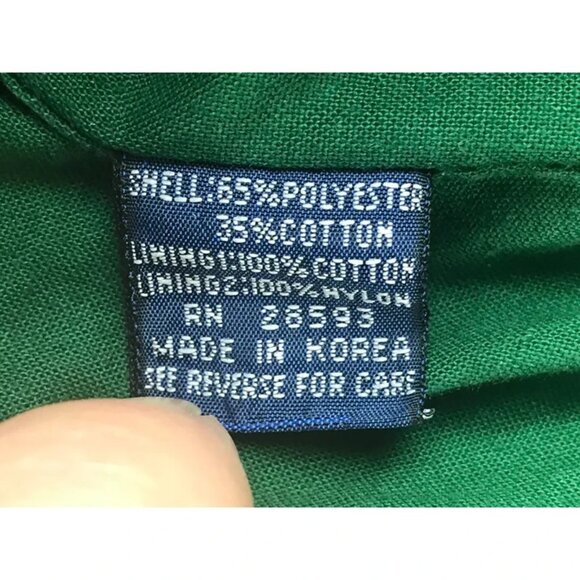 SHELL:65%POLYESTER
35%COTTON
LINING1:100% COTTON
LINING2:100%NYLON
RN 28593
MADE IN KOREA
SEE REVERSE FOR CARE